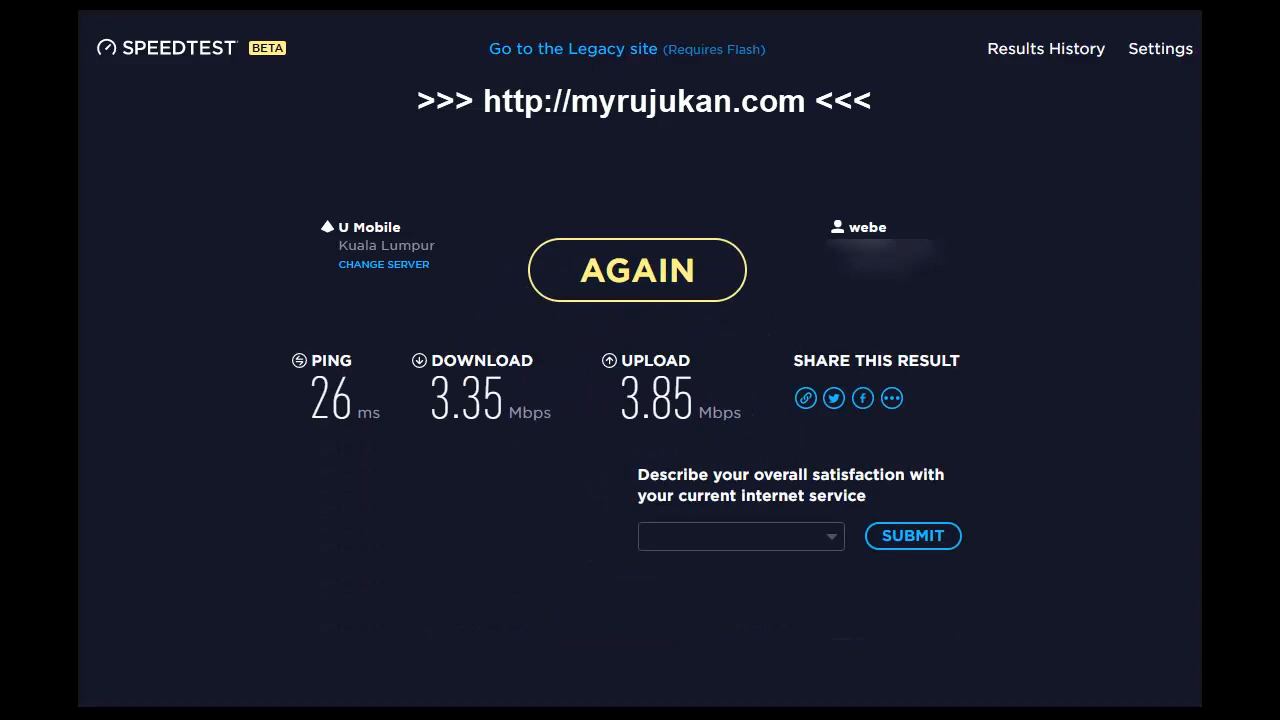 SPEEDTEST BETA
Go to the Legacy site (Requires Flash)
Results History
Settings
>>> http://myrujukan.com <<<
U Mobile
Kuala Lumpur
CHANGE SERVER
AGAIN
webe
PING
26 ms
DOWNLOAD
3.35 Mbps
UPLOAD
3.85 Mbps
SHARE THIS RESULT
Describe your overall satisfaction with
your current internet service
SUBMIT